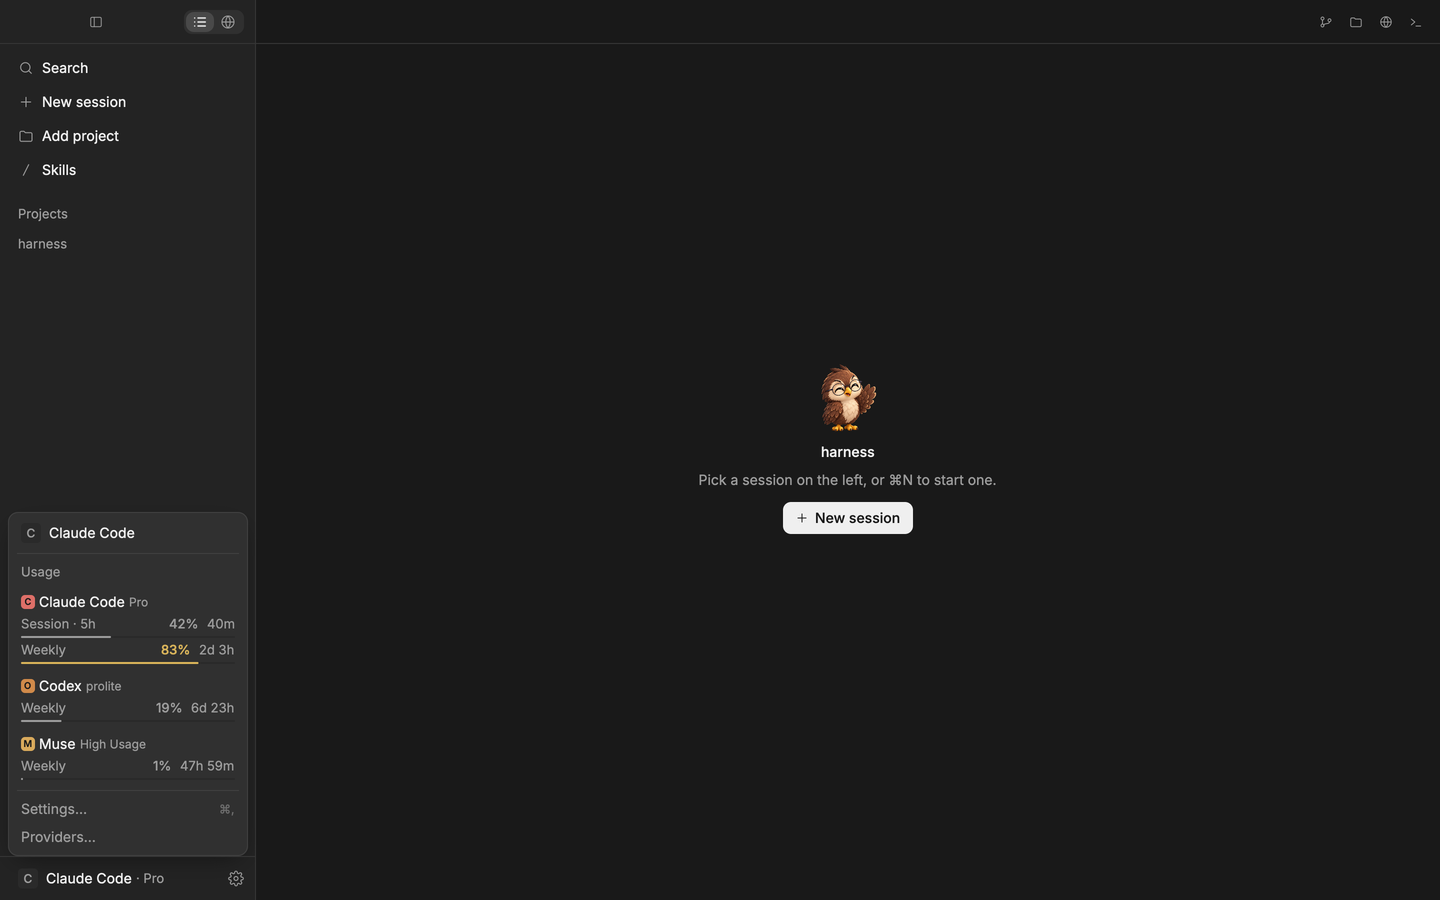 Search
New session
Add project
/ Skills
Projects
harness
harness
Pick a session on the left, or ⌘N to start one.
+ New session
C Claude Code
Usage
C Claude Code Pro
Session · 5h 42% 40m
Weekly 83% 2d 3h
O Codex prolite
Weekly 19% 6d 23h
M Muse High Usage
Weekly 1% 47h 59m
Settings... ⌘,
Providers...
C Claude Code · Pro